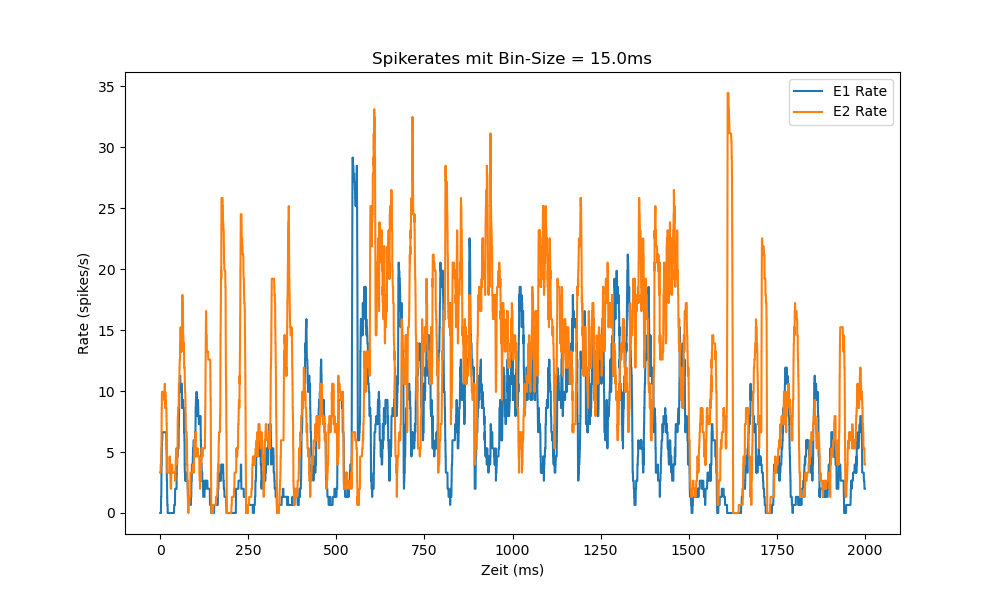 Spikerates mit Bin-Size = 15.0ms
E1 Rate
E2 Rate
Rate (spikes/s)
35
30
25
20
15
10
5
0
0 250 500 750 1000 1250 1500 1750 2000
Zeit (ms)